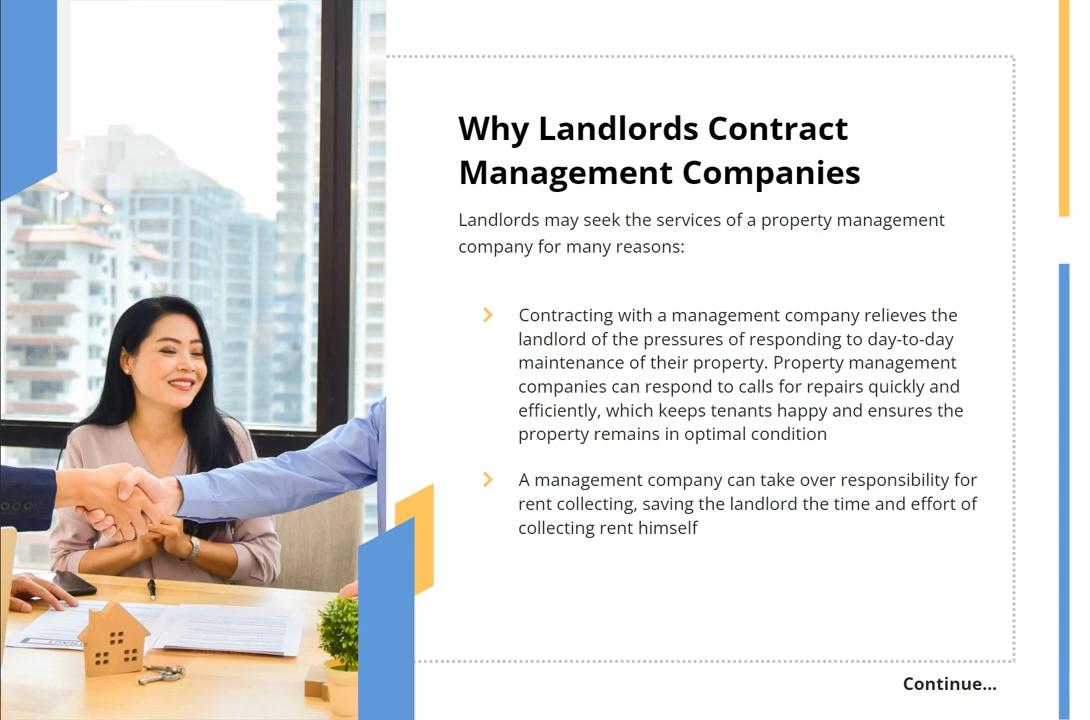 Why Landlords Contract
Management Companies
Landlords may seek the services of a property management
company for many reasons:
Contracting with a management company relieves the
landlord of the pressures of responding to day-to-day
maintenance of their property. Property management
companies can respond to calls for repairs quickly and
efficiently, which keeps tenants happy and ensures the
property remains in optimal condition
A management company can take over responsibility for
rent collecting, saving the landlord the time and effort of
collecting rent himself
Continue...